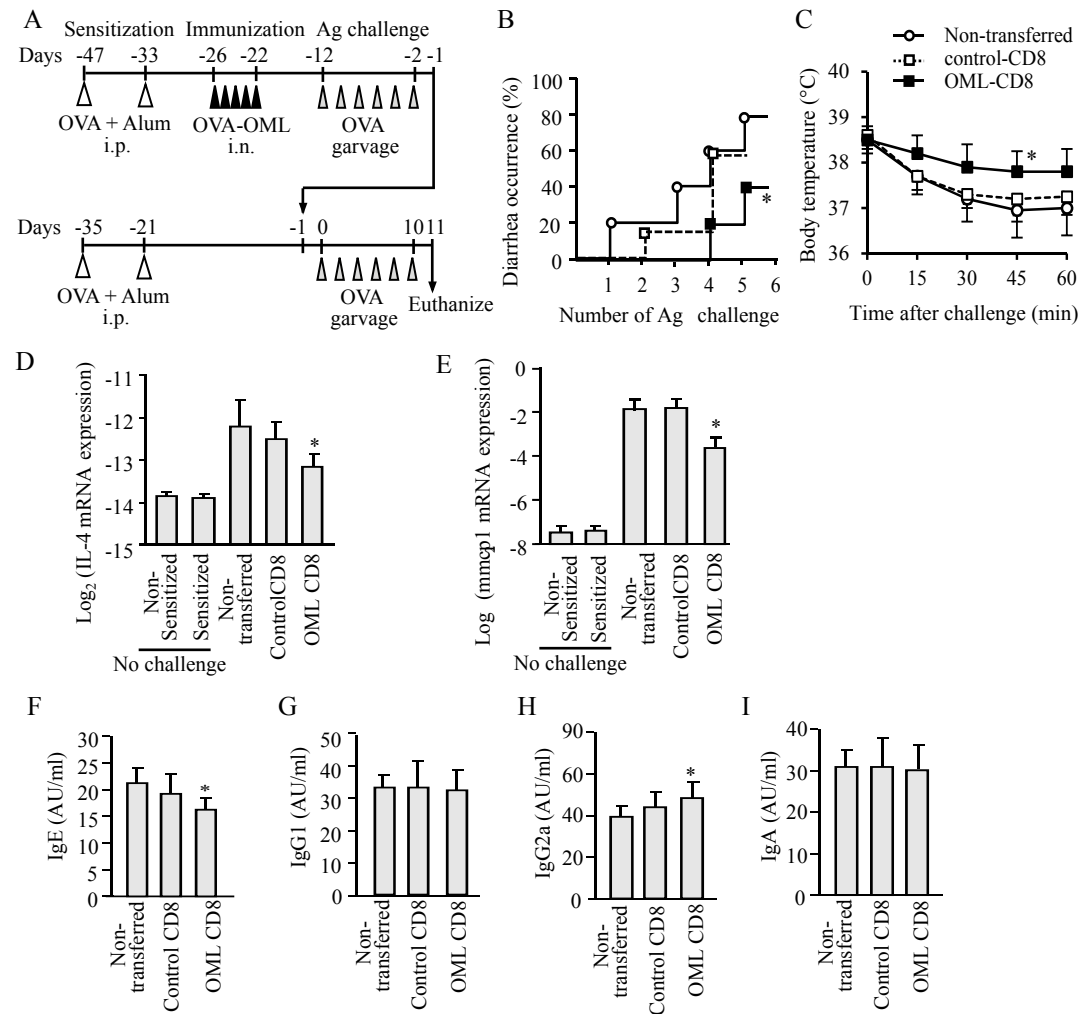 A
Sensitization Immunization Ag challenge
Days -47 -33 -26 -22 -12 -2 -1
OVA + Alum
i.p.
OVA-OML
i.n.
OVA
garvage
Days -35 -21 -1 0 10 11
OVA + Alum
i.p.
OVA
garvage
Euthanize
B
Diarrhea occurrence (%)
100
80
60
40
20
0
1 2 3 4 5 6
Number of Ag challenge
*
C
Non-transferred
control-CD8
OML-CD8
Body temperature (°C)
40
39
38
37
36
0 15 30 45 60
Time after challenge (min)
*
D
Log2 (IL-4 mRNA expression)
-11
-12
-13
-14
-15
*
Non-
Sensitized
Sensitized
Non-
transferred
ControlCD8
OML CD8
No challenge
E
Log (mmcp1 mRNA expression)
0
-2
-4
-6
-8
*
Non-
Sensitized
Sensitized
Non-
transferred
ControlCD8
OML CD8
No challenge
F
IgE (AU/ml)
30
25
20
15
10
5
0
*
Non-
transferred
Control CD8
OML CD8
G
IgG1 (AU/ml)
50
40
30
20
10
0
Non-
transferred
Control CD8
OML CD8
H
IgG2a (AU/ml)
90
60
40
20
0
*
Non-
transferred
Control CD8
OML CD8
I
IgA (AU/ml)
40
30
20
10
0
Non-
transferred
Control CD8
OML CD8